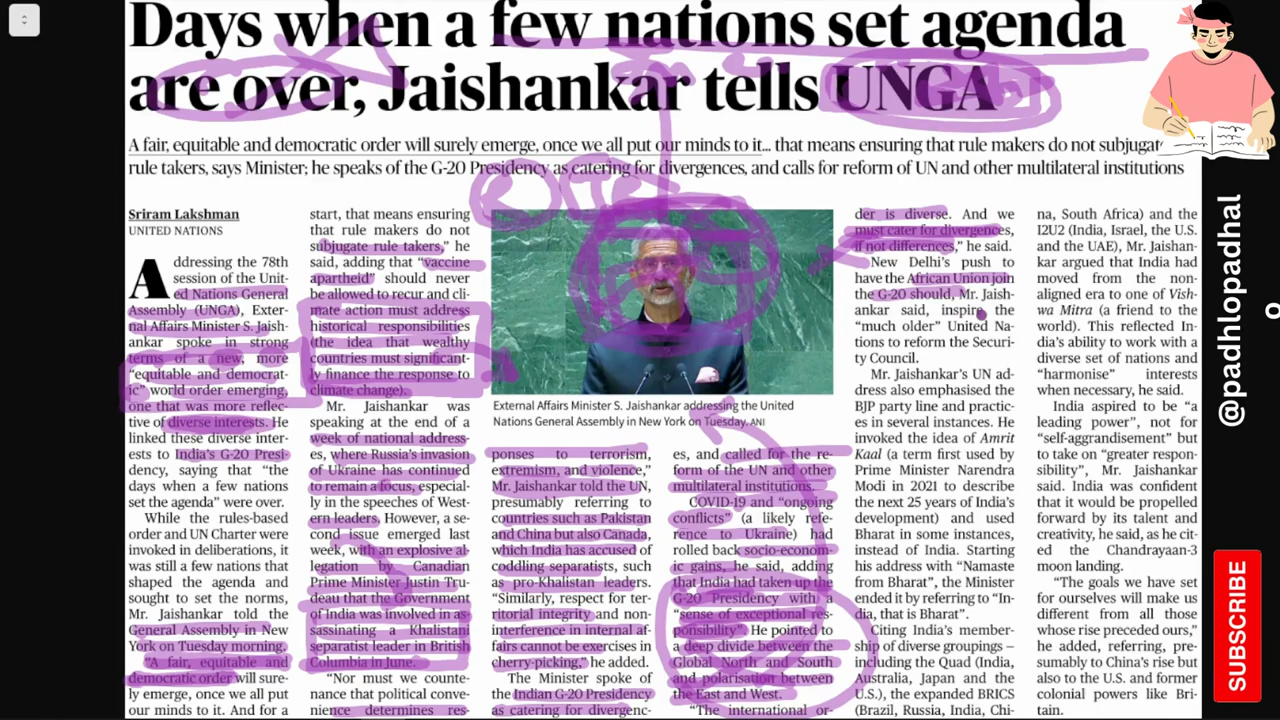 Days when a few nations set agenda
are over, Jaishankar tells UNGA
A fair, equitable and democratic order will surely emerge, once we all put our minds to it... that means ensuring that rule makers do not subjugate
rule takers, says Minister; he speaks of the G-20 Presidency as catering for divergences, and calls for reform of UN and other multilateral institutions
Sriram Lakshman
UNITED NATIONS
Addressing the 78th
session of the Unit-
ed Nations General
Assembly (UNGA), Exter-
nal Affairs Minister S. Jaish-
ankar spoke in strong
terms of a new, more
“equitable and democrat-
ic” world order emerging,
one that was more reflec-
tive of diverse interests. He
linked these diverse inter-
ests to India’s G-20 Presi-
dency, saying that “the
days when a few nations
set the agenda” were over.
While the rules-based
order and UN Charter were
invoked in deliberations, it
was still a few nations that
shaped the agenda and
sought to set the norms,
Mr. Jaishankar told the
General Assembly in New
York on Tuesday morning.
“A fair, equitable and
democratic order will sure-
ly emerge, once we all put
our minds to it. And for a
start, that means ensuring
that rule makers do not
subjugate rule takers,” he
said, adding that “vaccine
apartheid” should never
be allowed to recur and cli-
mate action must address
historical responsibilities
(the idea that wealthy
countries must significant-
ly finance the response to
climate change).
Mr. Jaishankar was
speaking at the end of a
week of national address-
es, where Russia’s invasion
of Ukraine has continued
to remain a focus, especial-
ly in the speeches of West-
ern leaders. However, a se-
cond issue emerged last
week, with an explosive al-
legation by Canadian
Prime Minister Justin Tru-
deau that the Government
of India was involved in as-
sassinating a Khalistani
separatist leader in British
Columbia in June.
“Nor must we counte-
nance that political conve-
nience determines res-
External Affairs Minister S. Jaishankar addressing the United
Nations General Assembly in New York on Tuesday. ANI
ponses to terrorism,
extremism, and violence,”
Mr. Jaishankar told the UN,
presumably referring to
countries such as Pakistan
and China but also Canada,
which India has accused of
coddling separatists, such
as pro-Khalistan leaders.
“Similarly, respect for ter-
ritorial integrity and non-
interference in internal af-
fairs cannot be exercises in
cherry-picking,” he added.
The Minister spoke of
the Indian G-20 Presidency
as catering for divergenc-
es, and called for the re-
form of the UN and other
multilateral institutions.
COVID-19 and “ongoing
conflicts” (a likely refe-
rence to Ukraine) had
rolled back socio-econom-
ic gains, he said, adding
that India had taken up the
G-20 Presidency with a
“sense of exceptional res-
ponsibility”. He pointed to
a deep divide between the
Global North and South
and polarisation between
the East and West.
“The international or-
der is diverse. And we
must cater for divergences,
if not differences,” he said.
New Delhi’s push to
have the African Union join
the G-20 should, Mr. Jaish-
ankar said, inspire the
“much older” United Na-
tions to reform the Securi-
ty Council.
Mr. Jaishankar’s UN ad-
dress also emphasised the
BJP party line and practic-
es in several instances. He
invoked the idea of Amrit
Kaal (a term first used by
Prime Minister Narendra
Modi in 2021 to describe
the next 25 years of India’s
development) and used
Bharat in some instances,
instead of India. Starting
his address with “Namaste
from Bharat”, the Minister
ended it by referring to “In-
dia, that is Bharat”.
Citing India’s member-
ship of diverse groupings –
including the Quad (India,
Australia, Japan and the
U.S.), the expanded BRICS
(Brazil, Russia, India, Chi-
na, South Africa) and the
I2U2 (India, Israel, the U.S.
and the UAE), Mr. Jaishan-
kar argued that India had
moved from the non-
aligned era to one of Vish-
wa Mitra (a friend to the
world). This reflected In-
dia’s ability to work with a
diverse set of nations and
“harmonise” interests
when necessary, he said.
India aspired to be “a
leading power”, not for
“self-aggrandisement” but
to take on “greater respon-
sibility”, Mr. Jaishankar
said. India was confident
that it would be propelled
forward by its talent and
creativity, he said, as he cit-
ed the Chandrayaan-3
moon landing.
“The goals we have set
for ourselves will make us
different from all those
whose rise preceded ours,”
he added, referring, pre-
sumably to China’s rise but
also to the U.S. and former
colonial powers like Bri-
tain.
@padhlopadhalo
SUBSCRIBE